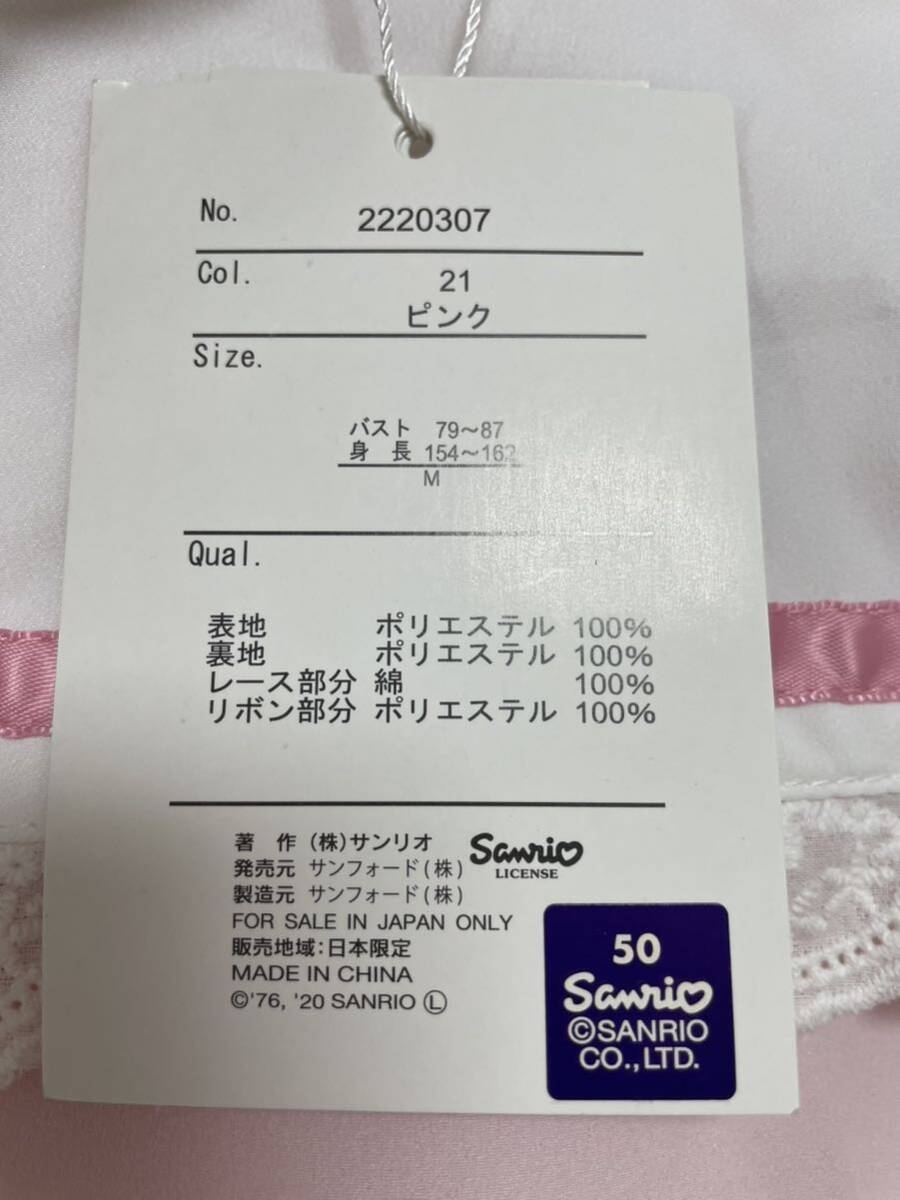 No. 2220307
Col. 21
ピンク
Size.
バスト 79～87
身 長 154～162
M
Qual.
表地 ポリエステル 100%
裏地 ポリエステル 100%
レース部分 綿 100%
リボン部分 ポリエステル 100%
著 作 (株)サンリオ
Sanrio
LICENSE
発売元 サンフォード(株)
製造元 サンフォード(株)
FOR SALE IN JAPAN ONLY
販売地域:日本限定
MADE IN CHINA
©'76, '20 SANRIO Ⓛ
50
Sanrio
©SANRIO
CO.,LTD.